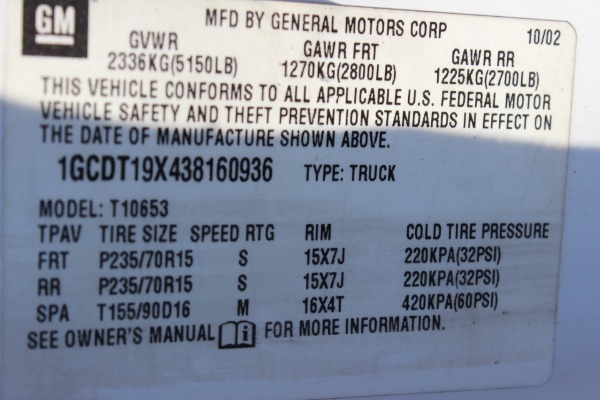 GM
MFD BY GENERAL MOTORS CORP 10/02
GVWR GAWR FRT GAWR RR
2336KG(5150LB) 1270KG(2800LB) 1225KG(2700LB)
THIS VEHICLE CONFORMS TO ALL APPLICABLE U.S. FEDERAL MOTOR
VEHICLE SAFETY AND THEFT PREVENTION STANDARDS IN EFFECT ON
THE DATE OF MANUFACTURE SHOWN ABOVE.
1GCDT19X438160936 TYPE: TRUCK
MODEL: T10653
TPAV TIRE SIZE SPEED RTG RIM COLD TIRE PRESSURE
FRT P235/70R15 S 15X7J 220KPA(32PSI)
RR P235/70R15 S 15X7J 220KPA(32PSI)
SPA T155/90D16 M 16X4T 420KPA(60PSI)
SEE OWNER'S MANUAL i FOR MORE INFORMATION.